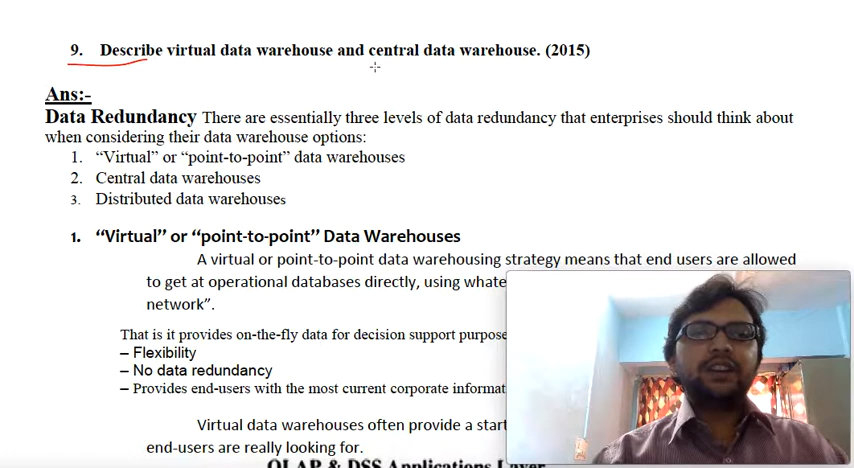 9. Describe virtual data warehouse and central data warehouse. (2015)
Ans:-
Data Redundancy There are essentially three levels of data redundancy that enterprises should think about
when considering their data warehouse options:
1. “Virtual” or “point-to-point” data warehouses
2. Central data warehouses
3. Distributed data warehouses
1. “Virtual” or “point-to-point” Data Warehouses
A virtual or point-to-point data warehousing strategy means that end users are allowed
to get at operational databases directly, using
network”.
That is it provides on-the-fly data for decision support purpose
– Flexibility
– No data redundancy
– Provides end-users with the most current corporate
Virtual data warehouses often provide a
end-users are really looking for.
OLAP & DSS Applications Layer